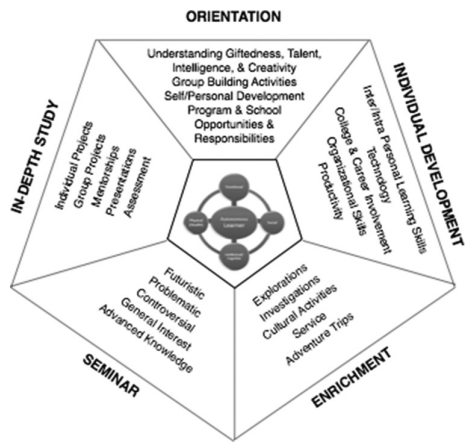 ORIENTATION
Understanding Giftedness, Talent,
Intelligence, & Creativity
Group Building Activities
Self/Personal Development
Program & School
Opportunities &
Responsibilities
INDIVIDUAL DEVELOPMENT
Inter/Intra Personal Learning Skills
Technology
College & Career Involvement
Organizational Skills
Productivity
ENRICHMENT
Explorations
Investigations
Cultural Activities
Service
Adventure Trips
SEMINAR
Futuristic
Problematic
Controversial
General Interest
Advanced Knowledge
IN-DEPTH STUDY
Individual Projects
Group Projects
Mentorships
Presentations
Assessment
Learner